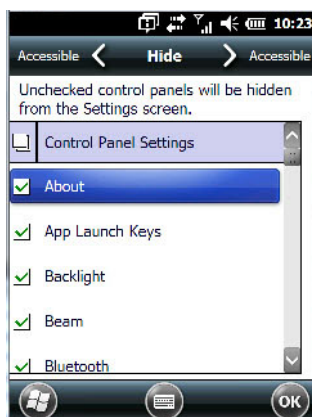 10:23
Accessible Hide Accessible
Unchecked control panels will be hidden
from the Settings screen.
Control Panel Settings
About
App Launch Keys
Backlight
Beam
Bluetooth
OK